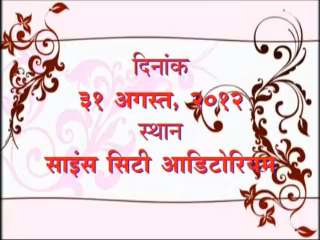 दिनांक
३१ अगस्त, २०१२
स्थान
साइंस सिटी आडिटोरियम